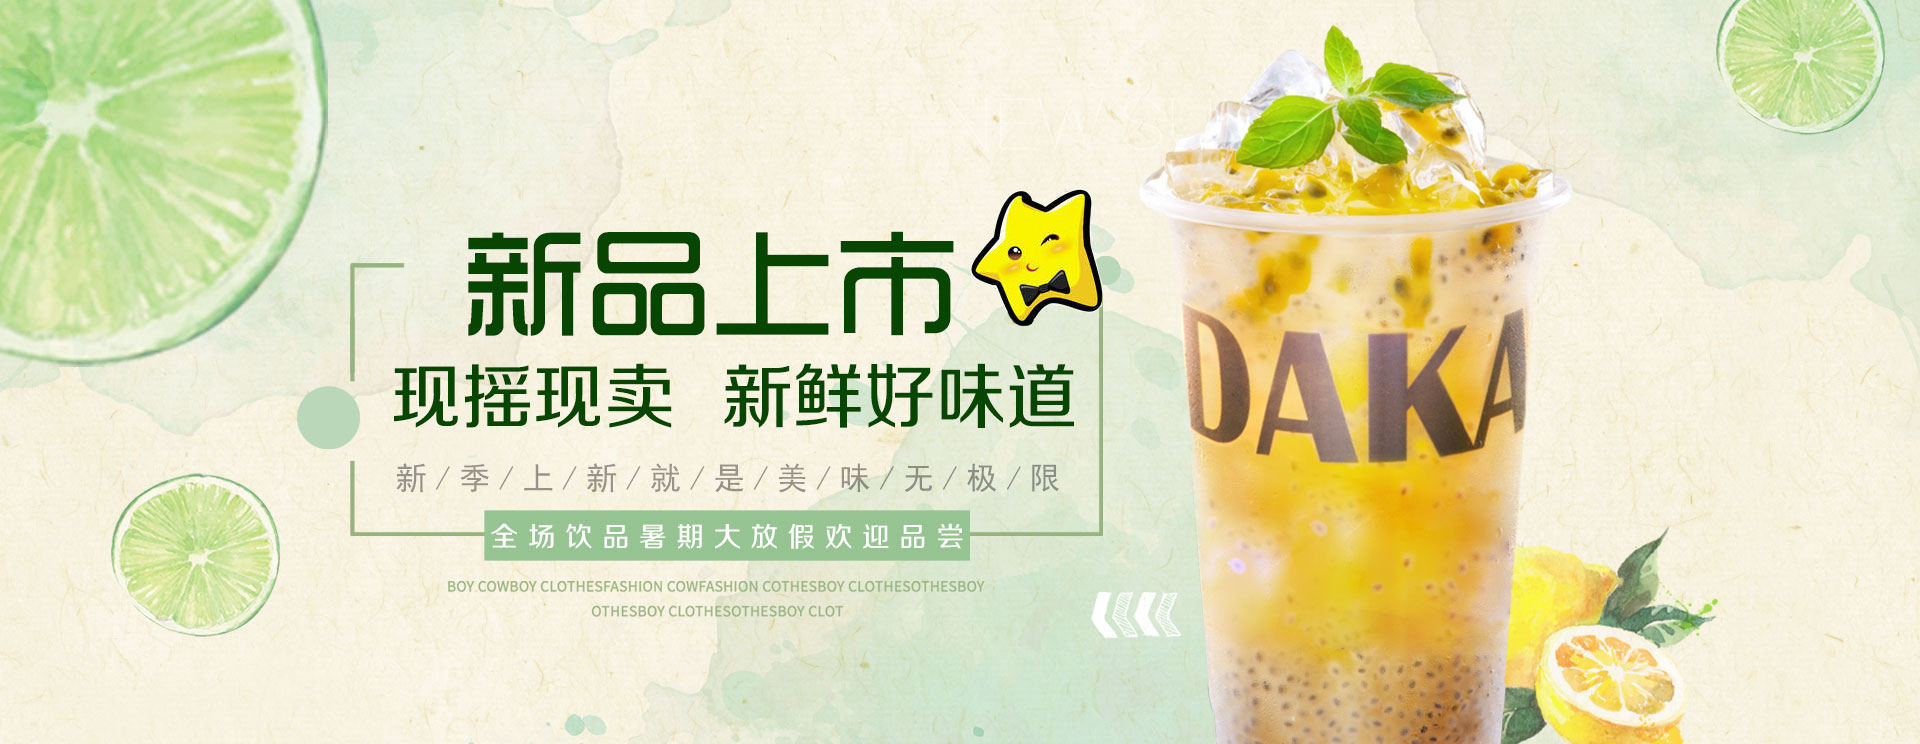 新品上市
现摇现卖 新鲜好味道
新/季/上/新/就/是/美/味/无/极/限
全场饮品暑期大放假欢迎品尝
BOY COWBOY CLOTHESFASHION COWFASHION COTHESBOY CLOTHESOTHESBOY
OTHESBOY CLOTHESOTHESBOY CLOT
DAKA